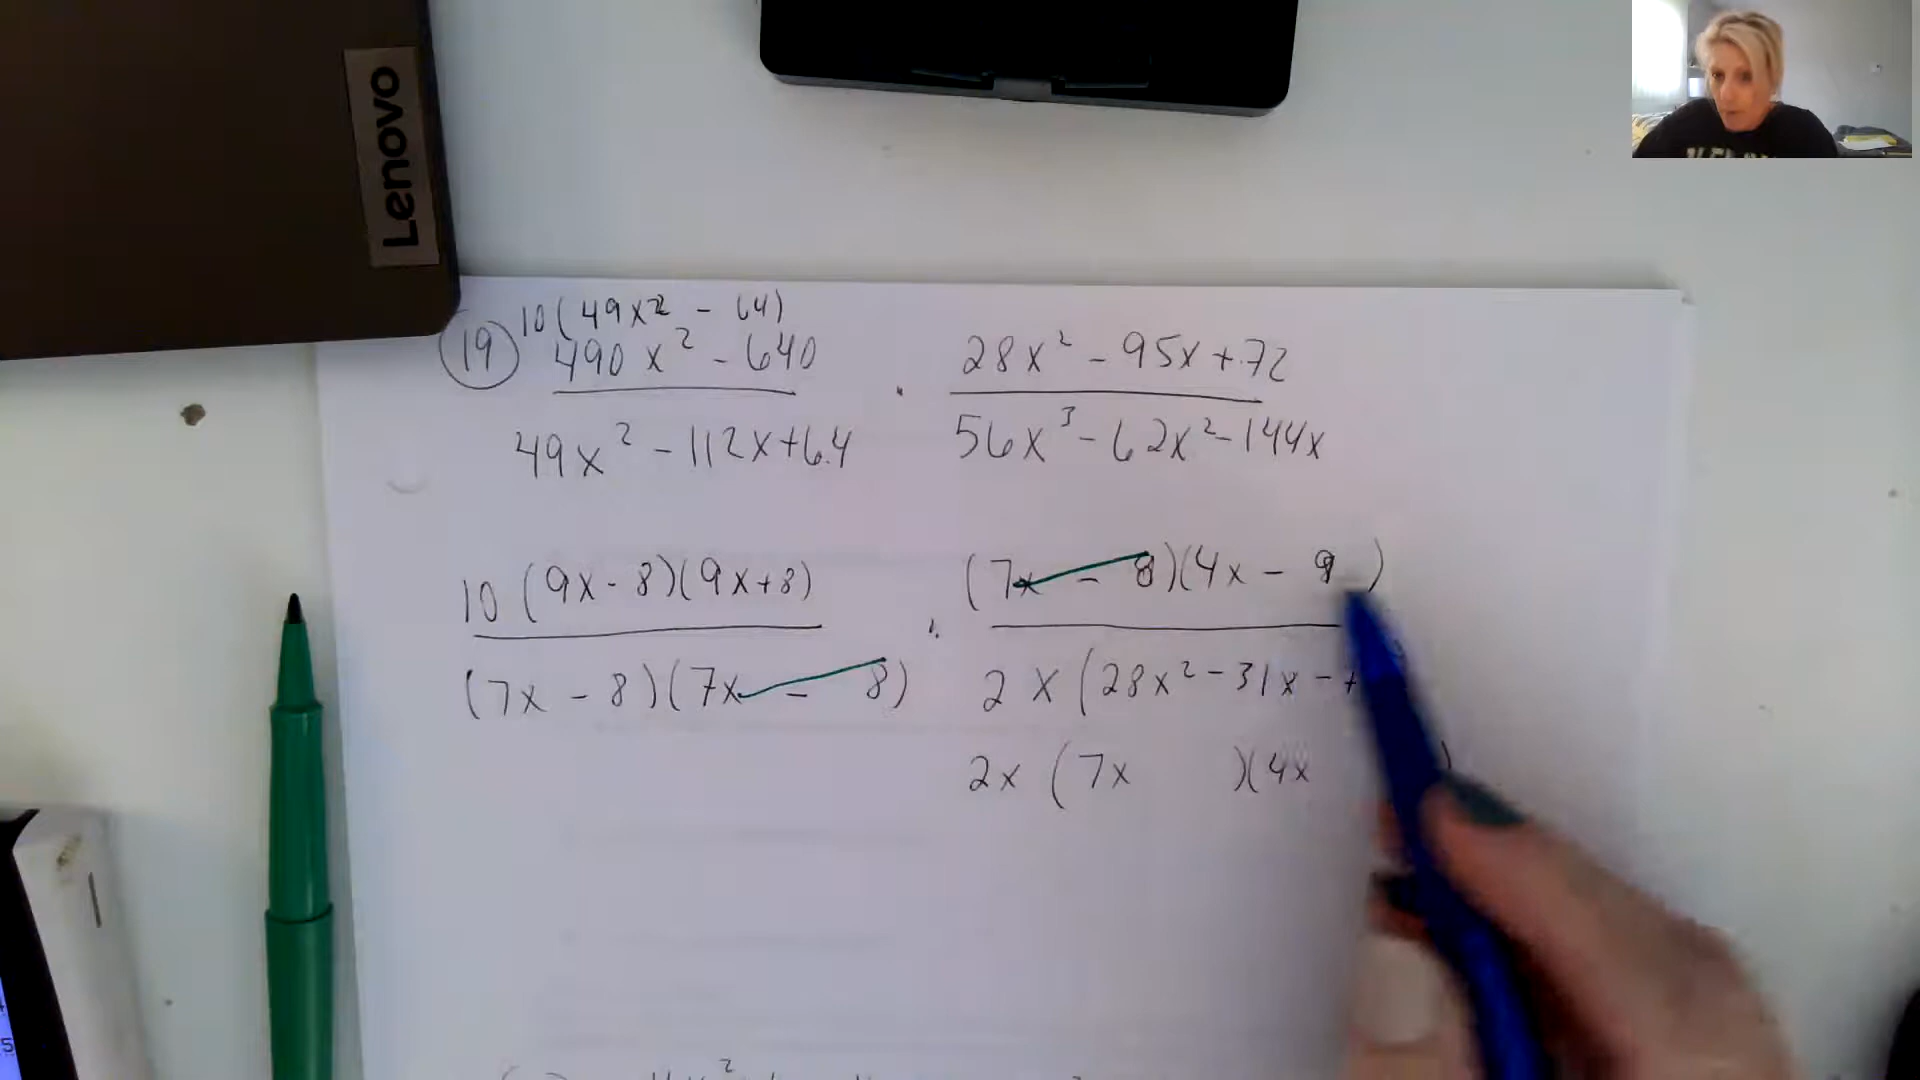 Lenovo
10(49x² - 64)
19 490x² - 640 · 28x² - 95x + 72
49x² - 112x + 64 56x³ - 62x² - 144x
10(9x - 8)(9x + 8) · (7x - 8)(4x - 9)
(7x - 8)(7x - 8) 2x(28x² - 31x -
2x (7x )(4x )